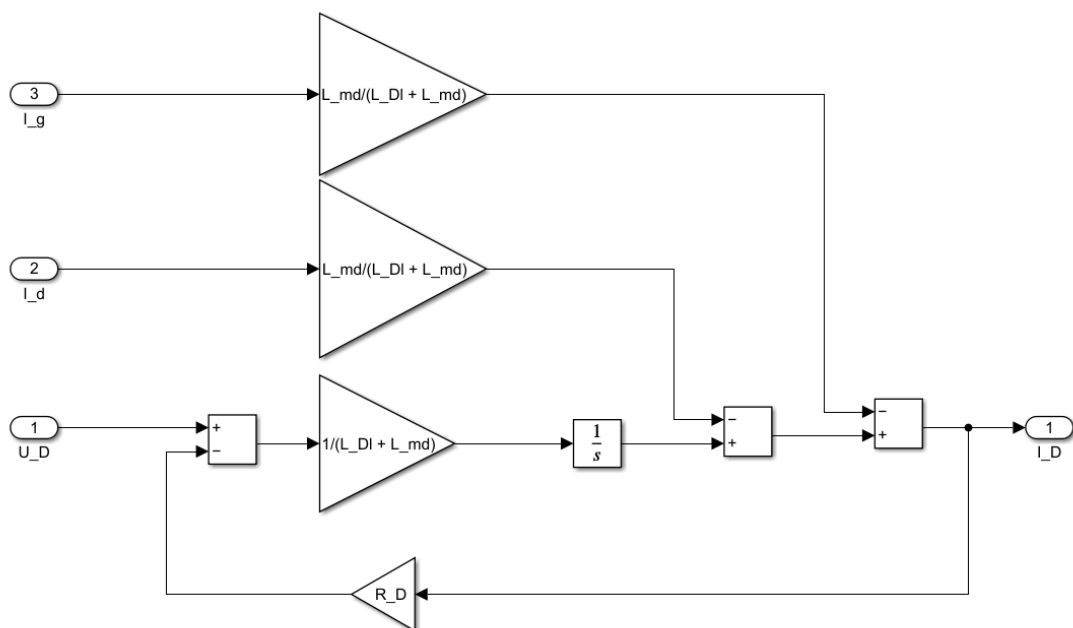 3
I_g
L_md/(L_Dl + L_md)
2
I_d
L_md/(L_Dl + L_md)
1
U_D
+
−
1/(L_Dl + L_md)
1
s
−
+
−
+
1
I_D
R_D